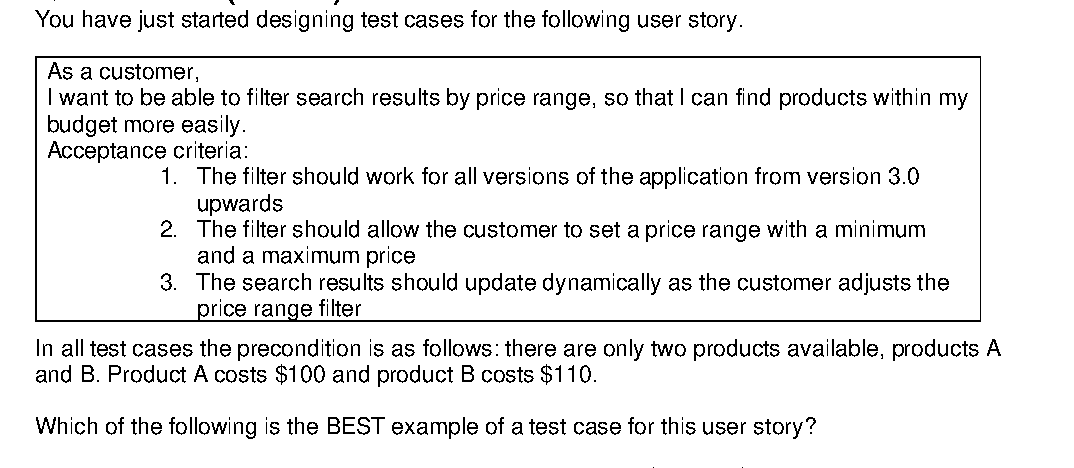 You have just started designing test cases for the following user story.
As a customer,
I want to be able to filter search results by price range, so that I can find products within my
budget more easily.
Acceptance criteria:
1. The filter should work for all versions of the application from version 3.0
upwards
2. The filter should allow the customer to set a price range with a minimum
and a maximum price
3. The search results should update dynamically as the customer adjusts the
price range filter
In all test cases the precondition is as follows: there are only two products available, products A
and B. Product A costs $100 and product B costs $110.
Which of the following is the BEST example of a test case for this user story?